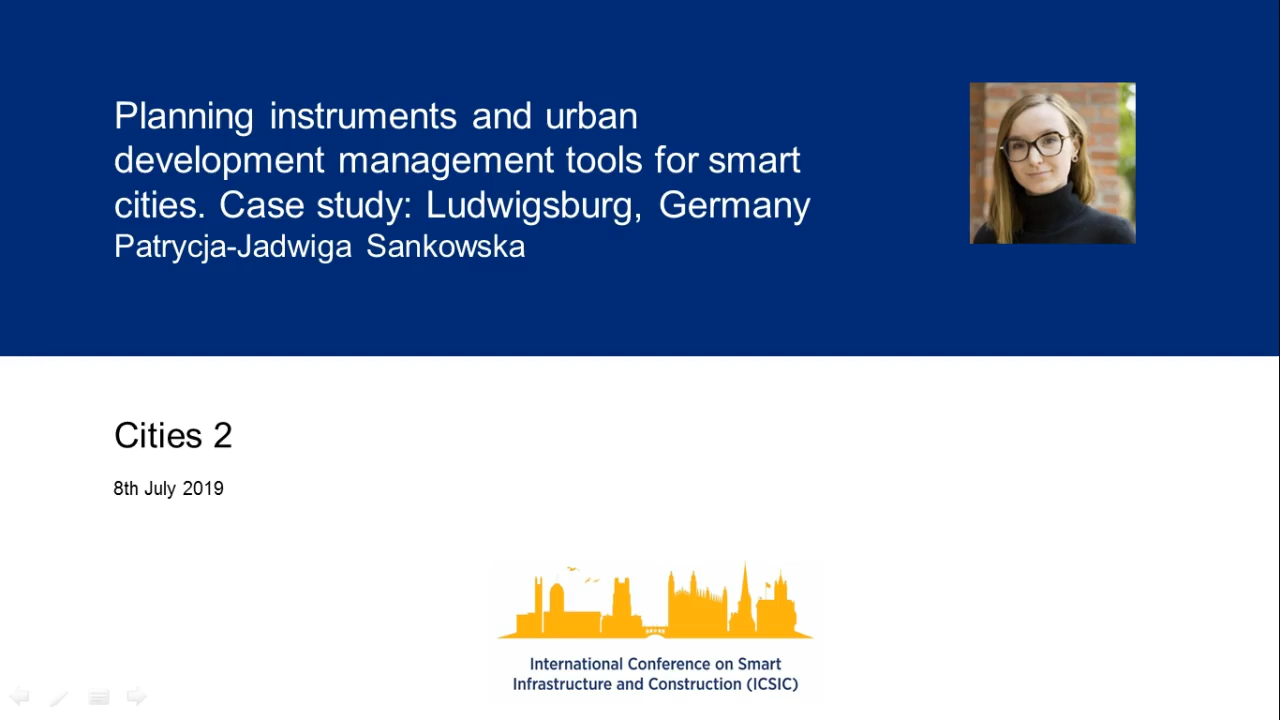 Planning instruments and urban
development management tools for smart
cities. Case study: Ludwigsburg, Germany
Patrycja-Jadwiga Sankowska
Cities 2
8th July 2019
International Conference on Smart
Infrastructure and Construction (ICSIC)